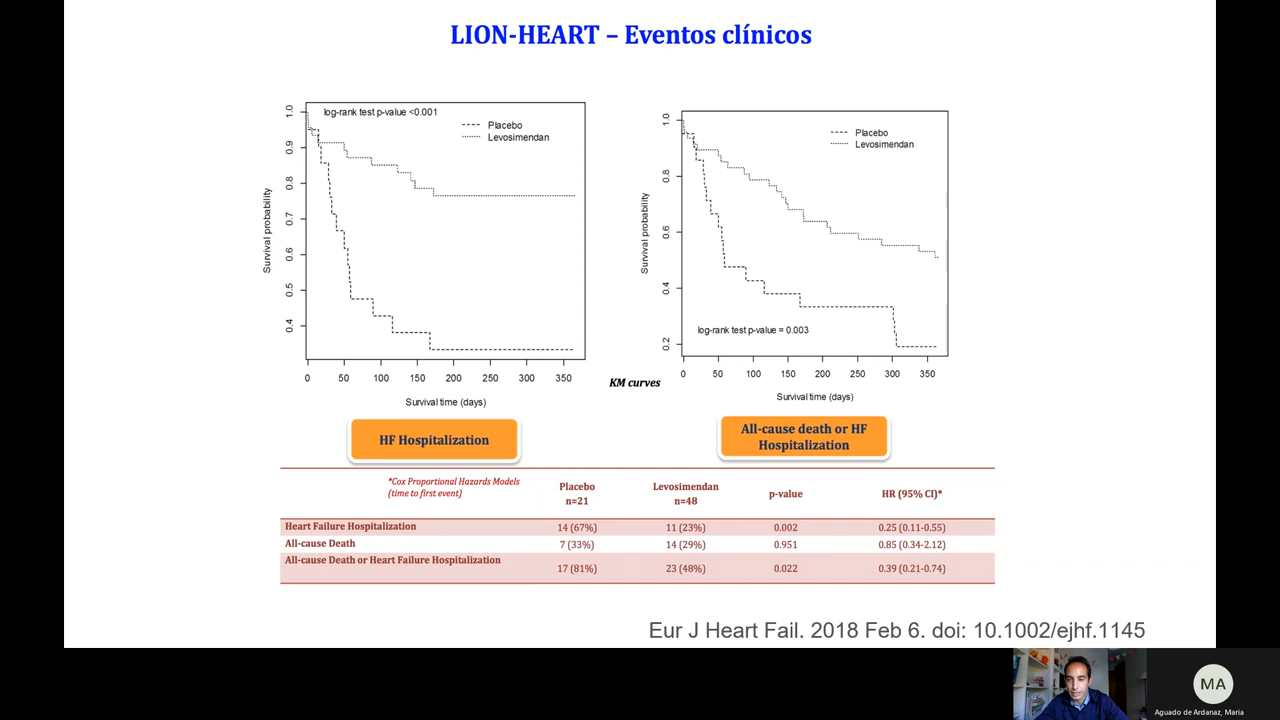 LION-HEART – Eventos clínicos
log-rank test p-value <0.001
Placebo
Levosimendan
Survival probability
1.0
0.9
0.8
0.7
0.6
0.5
0.4
0 50 100 150 200 250 300 350
Survival time (days)
Placebo
Levosimendan
Survival probability
1.0
0.8
0.6
0.4
0.2
log-rank test p-value = 0.003
0 50 100 150 200 250 300 350
Survival time (days)
KM curves
HF Hospitalization
All-cause death or HF
Hospitalization
*Cox Proportional Hazards Models
(time to first event)
Placebo
n=21
Levosimendan
n=48
p-value
HR (95% CI)*
Heart Failure Hospitalization 14 (67%) 11 (23%) 0.002 0.25 (0.11-0.55)
All-cause Death 7 (33%) 14 (29%) 0.951 0.85 (0.34-2.12)
All-cause Death or Heart Failure Hospitalization 17 (81%) 23 (48%) 0.022 0.39 (0.21-0.74)
Eur J Heart Fail. 2018 Feb 6. doi: 10.1002/ejhf.1145
MA
Aguado de Ardanaz, Maria